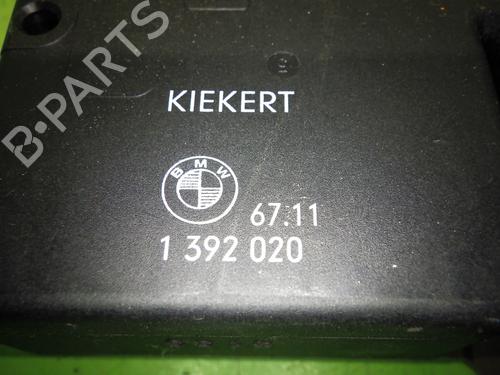 B-PARTS
KIEKERT
BMW
67.11
1 392 020